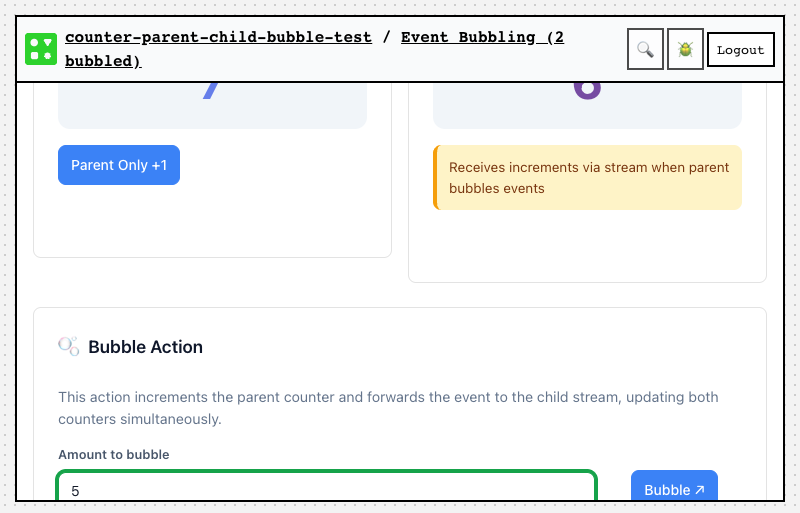 counter-parent-child-bubble-test / Event Bubbling (2
bubbled)
Logout
Parent Only +1
Receives increments via stream when parent
bubbles events
Bubble Action
This action increments the parent counter and forwards the event to the child stream, updating both
counters simultaneously.
Amount to bubble
5
Bubble ↗